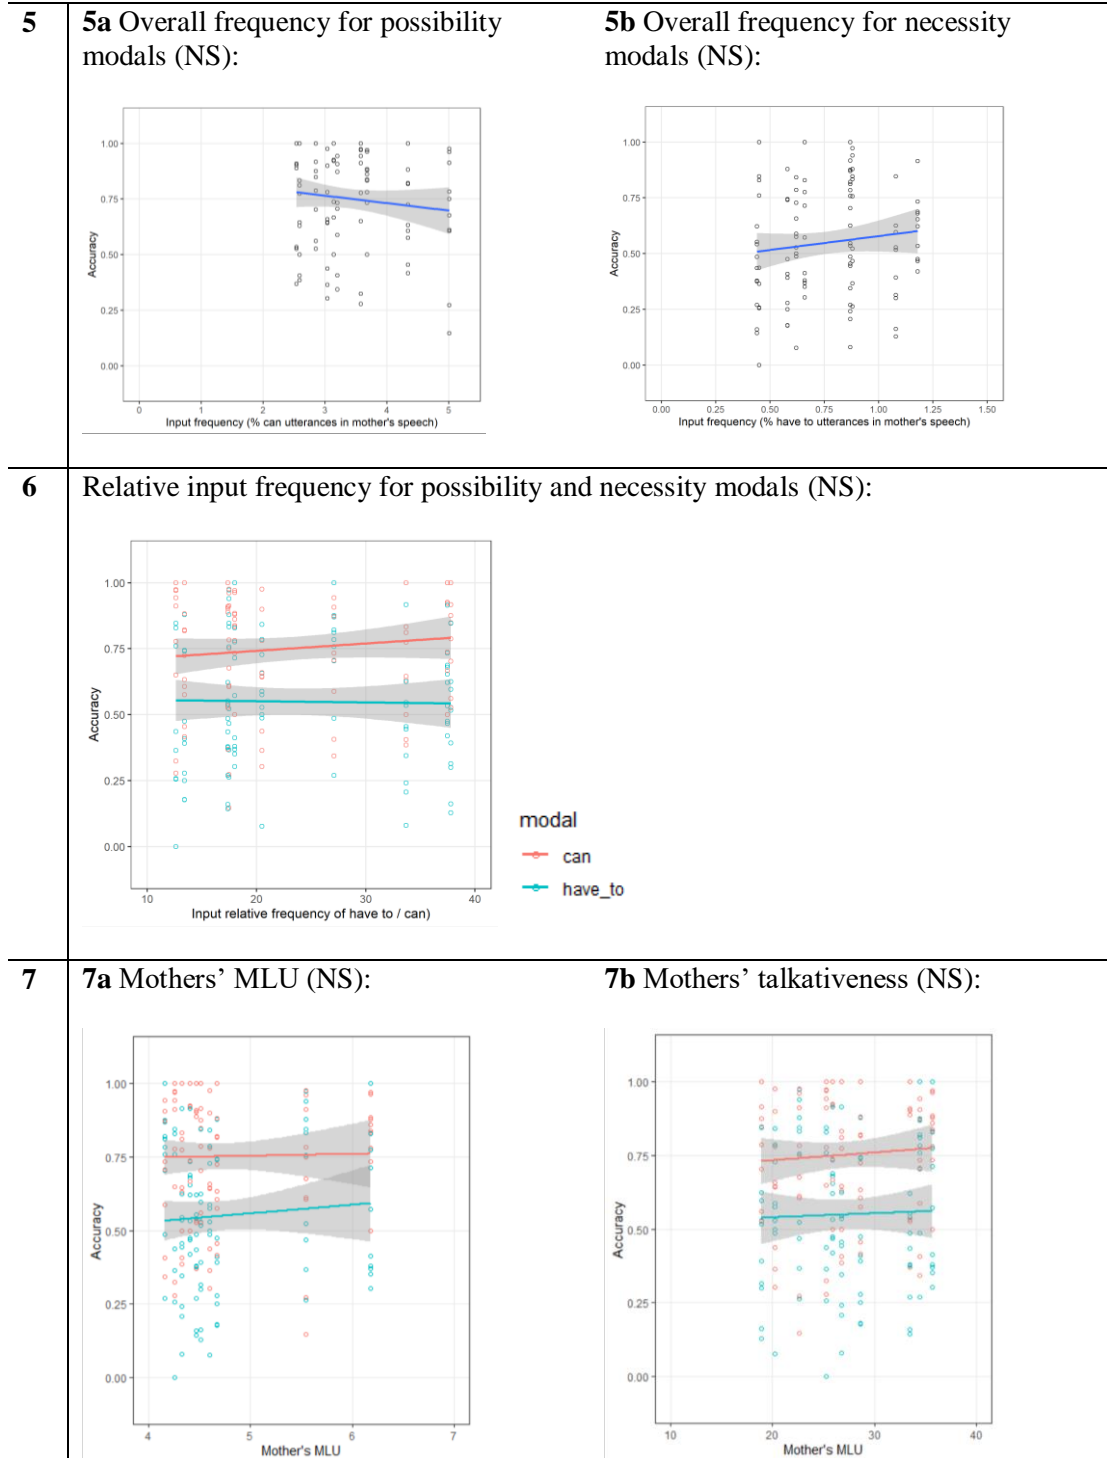 5
5a Overall frequency for possibility
modals (NS):
5b Overall frequency for necessity
modals (NS):
1.00
0.75
0.50
0.25
0.00
Accuracy
0 1 2 3 4 5
Input frequency (% can utterances in mother's speech)
1.00
0.75
0.50
0.25
0.00
Accuracy
0.00 0.25 0.50 0.75 1.00 1.25 1.50
Input frequency (% have to utterances in mother's speech)
6
Relative input frequency for possibility and necessity modals (NS):
1.00
0.75
0.50
0.25
0.00
Accuracy
10 20 30 40
Input relative frequency of have to / can)
modal
can
have_to
7
7a Mothers’ MLU (NS):
7b Mothers’ talkativeness (NS):
1.00
0.75
0.50
0.25
0.00
Accuracy
4 5 6 7
Mother's MLU
1.00
0.75
0.50
0.25
0.00
Accuracy
10 20 30 40
Mother's MLU